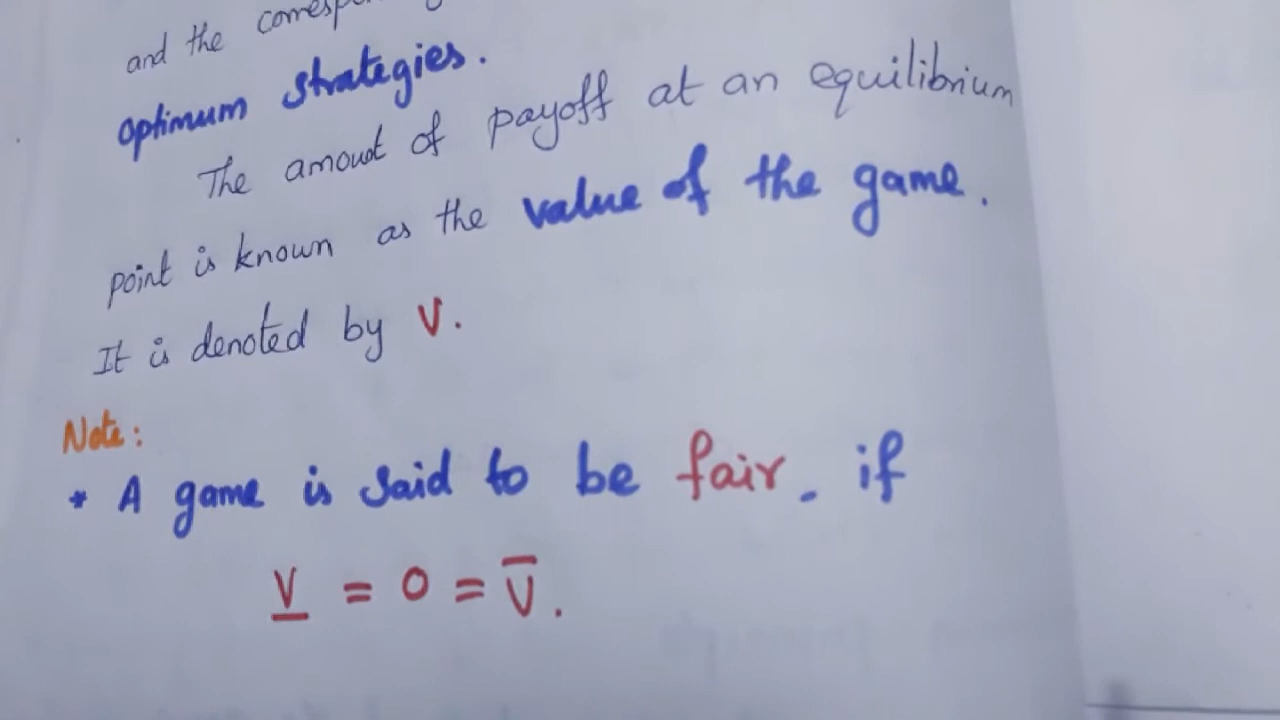 and the
optimum strategies.
The amout of payoff at an equilibrium
point is known as the value of the game.
It is denoted by V.
Note:
* A game is said to be fair. if
V̲ = 0 = V̅.